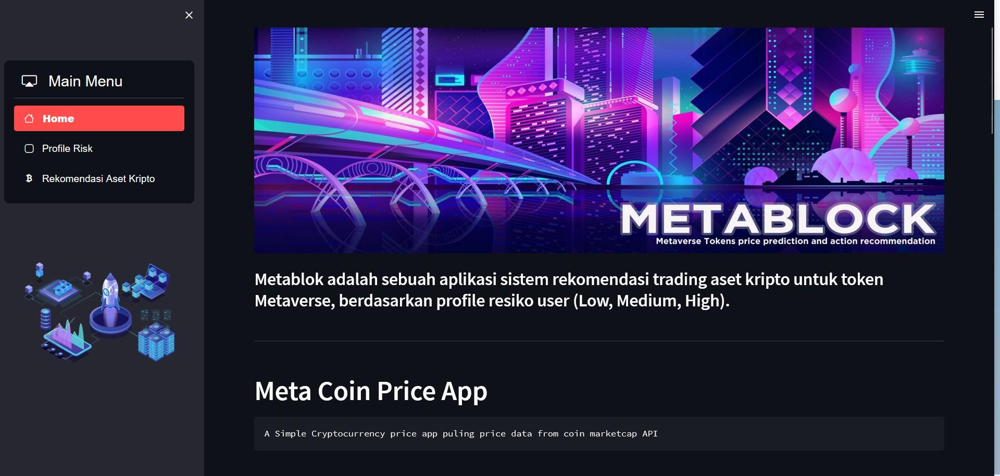 Main Menu
Home
Profile Risk
Rekomendasi Aset Kripto
METABLOCK
Metaverse Tokens price prediction and action recommendation
Metablok adalah sebuah aplikasi sistem rekomendasi trading aset kripto untuk token
Metaverse, berdasarkan profile resiko user (Low, Medium, High).
Meta Coin Price App
A Simple Cryptocurrency price app puling price data from coin marketcap API